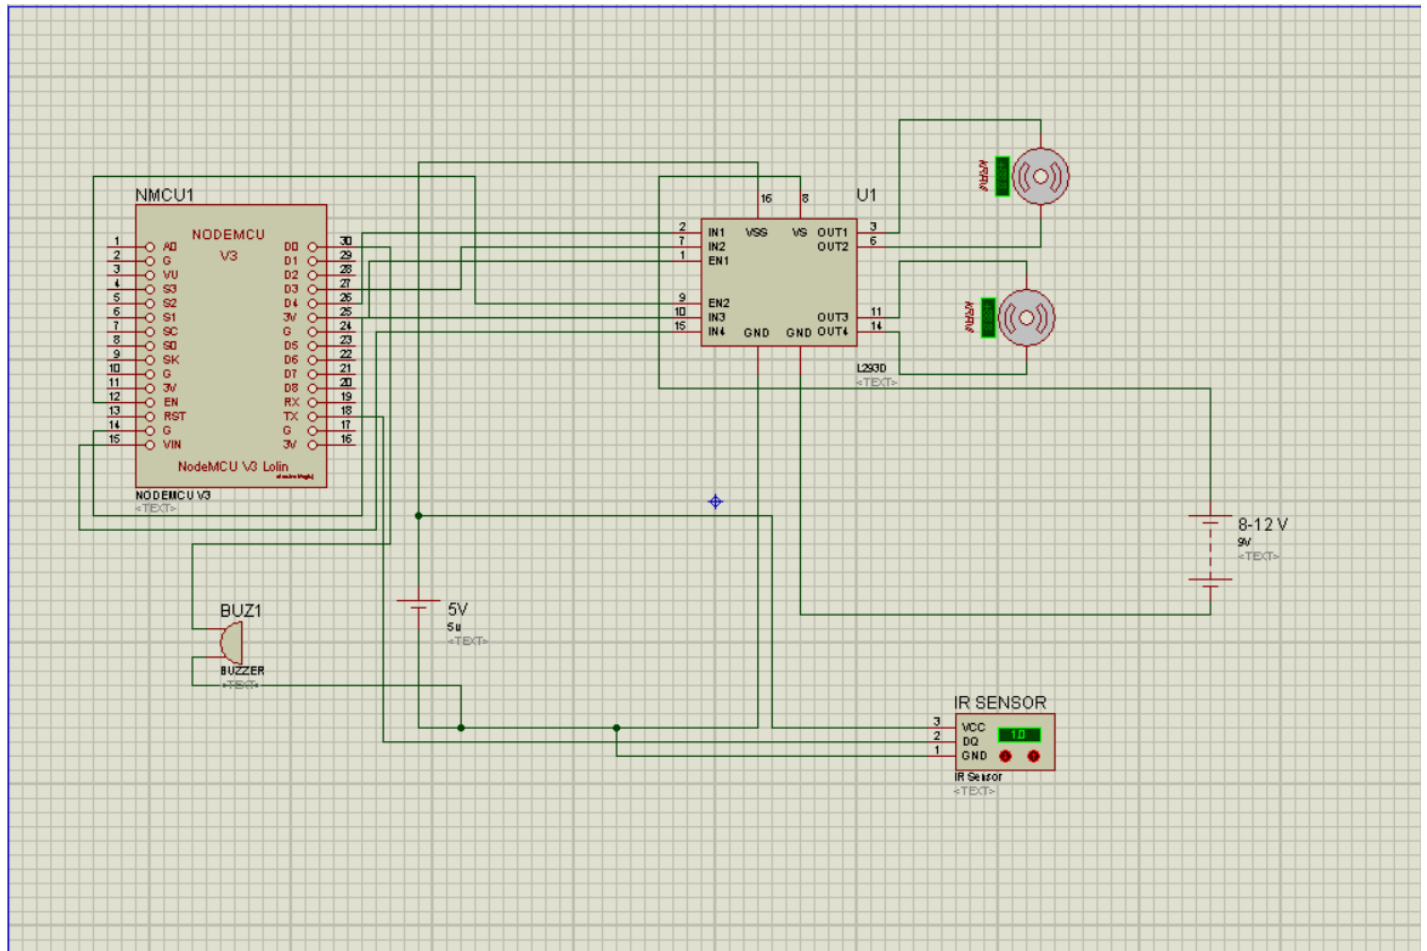 NMCU1
NODEMCU
V3
1 A0
2 G
3 VU
4 S3
5 S2
6 S1
7 SC
8 S0
9 SK
10 G
11 3V
12 EN
13 RST
14 G
15 VIN
D0 30
D1 29
D2 28
D3 27
D4 26
3V 25
G 24
D5 23
D6 22
D7 21
D8 20
RX 19
TX 18
G 17
3V 16
NodeMCU V3 Lolin
NODEMCU V3
<TEXT>
U1
16 8
2 IN1 VSS VS OUT1 3
7 IN2 OUT2 6
1 EN1
9 EN2
10 IN3 OUT3 11
15 IN4 GND GND OUT4 14
L293D
<TEXT>
8-12 V
9V
<TEXT>
5V
<TEXT>
BUZ1
BUZZER
<TEXT>
IR SENSOR
3 VCC
2 DQ
1 GND
1.0
IR Sensor
<TEXT>